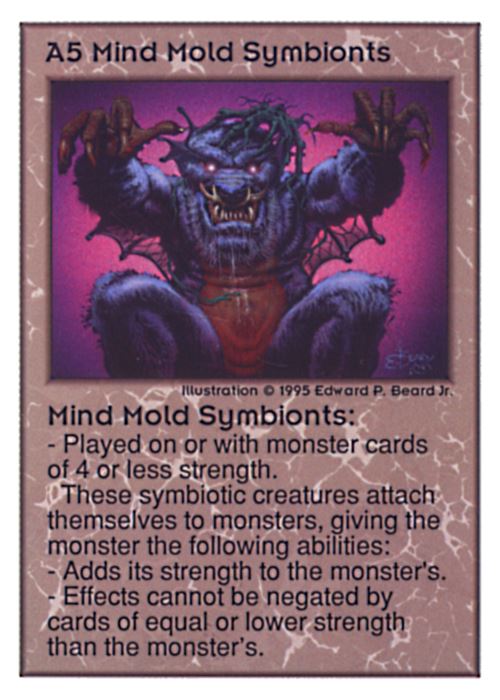 A5 Mind Mold Symbionts
Illustration © 1995 Edward P. Beard Jr.
Mind Mold Symbionts:
- Played on or with monster cards
of 4 or less strength.
- These symbiotic creatures attach
themselves to monsters, giving the
monster the following abilities:
- Adds its strength to the monster's.
- Effects cannot be negated by
cards of equal or lower strength
than the monster's.